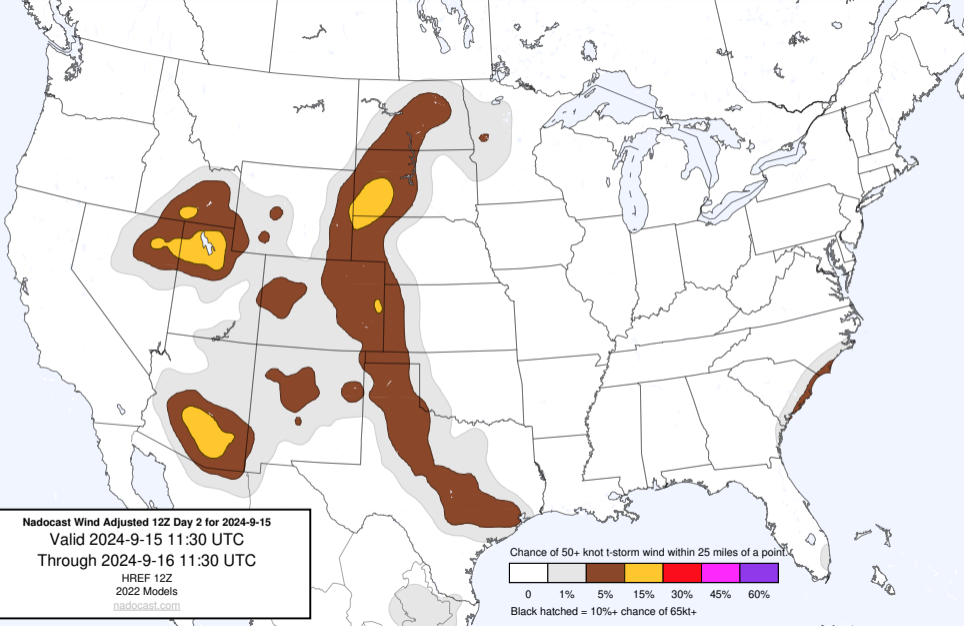 Nadocast Wind Adjusted 12Z Day 2 for 2024-9-15
Valid 2024-9-15 11:30 UTC
Through 2024-9-16 11:30 UTC
HREF 12Z
2022 Models
nadocast.com
Chance of 50+ knot t-storm wind within 25 miles of a point.
0 1% 5% 15% 30% 45% 60%
Black hatched = 10%+ chance of 65kt+